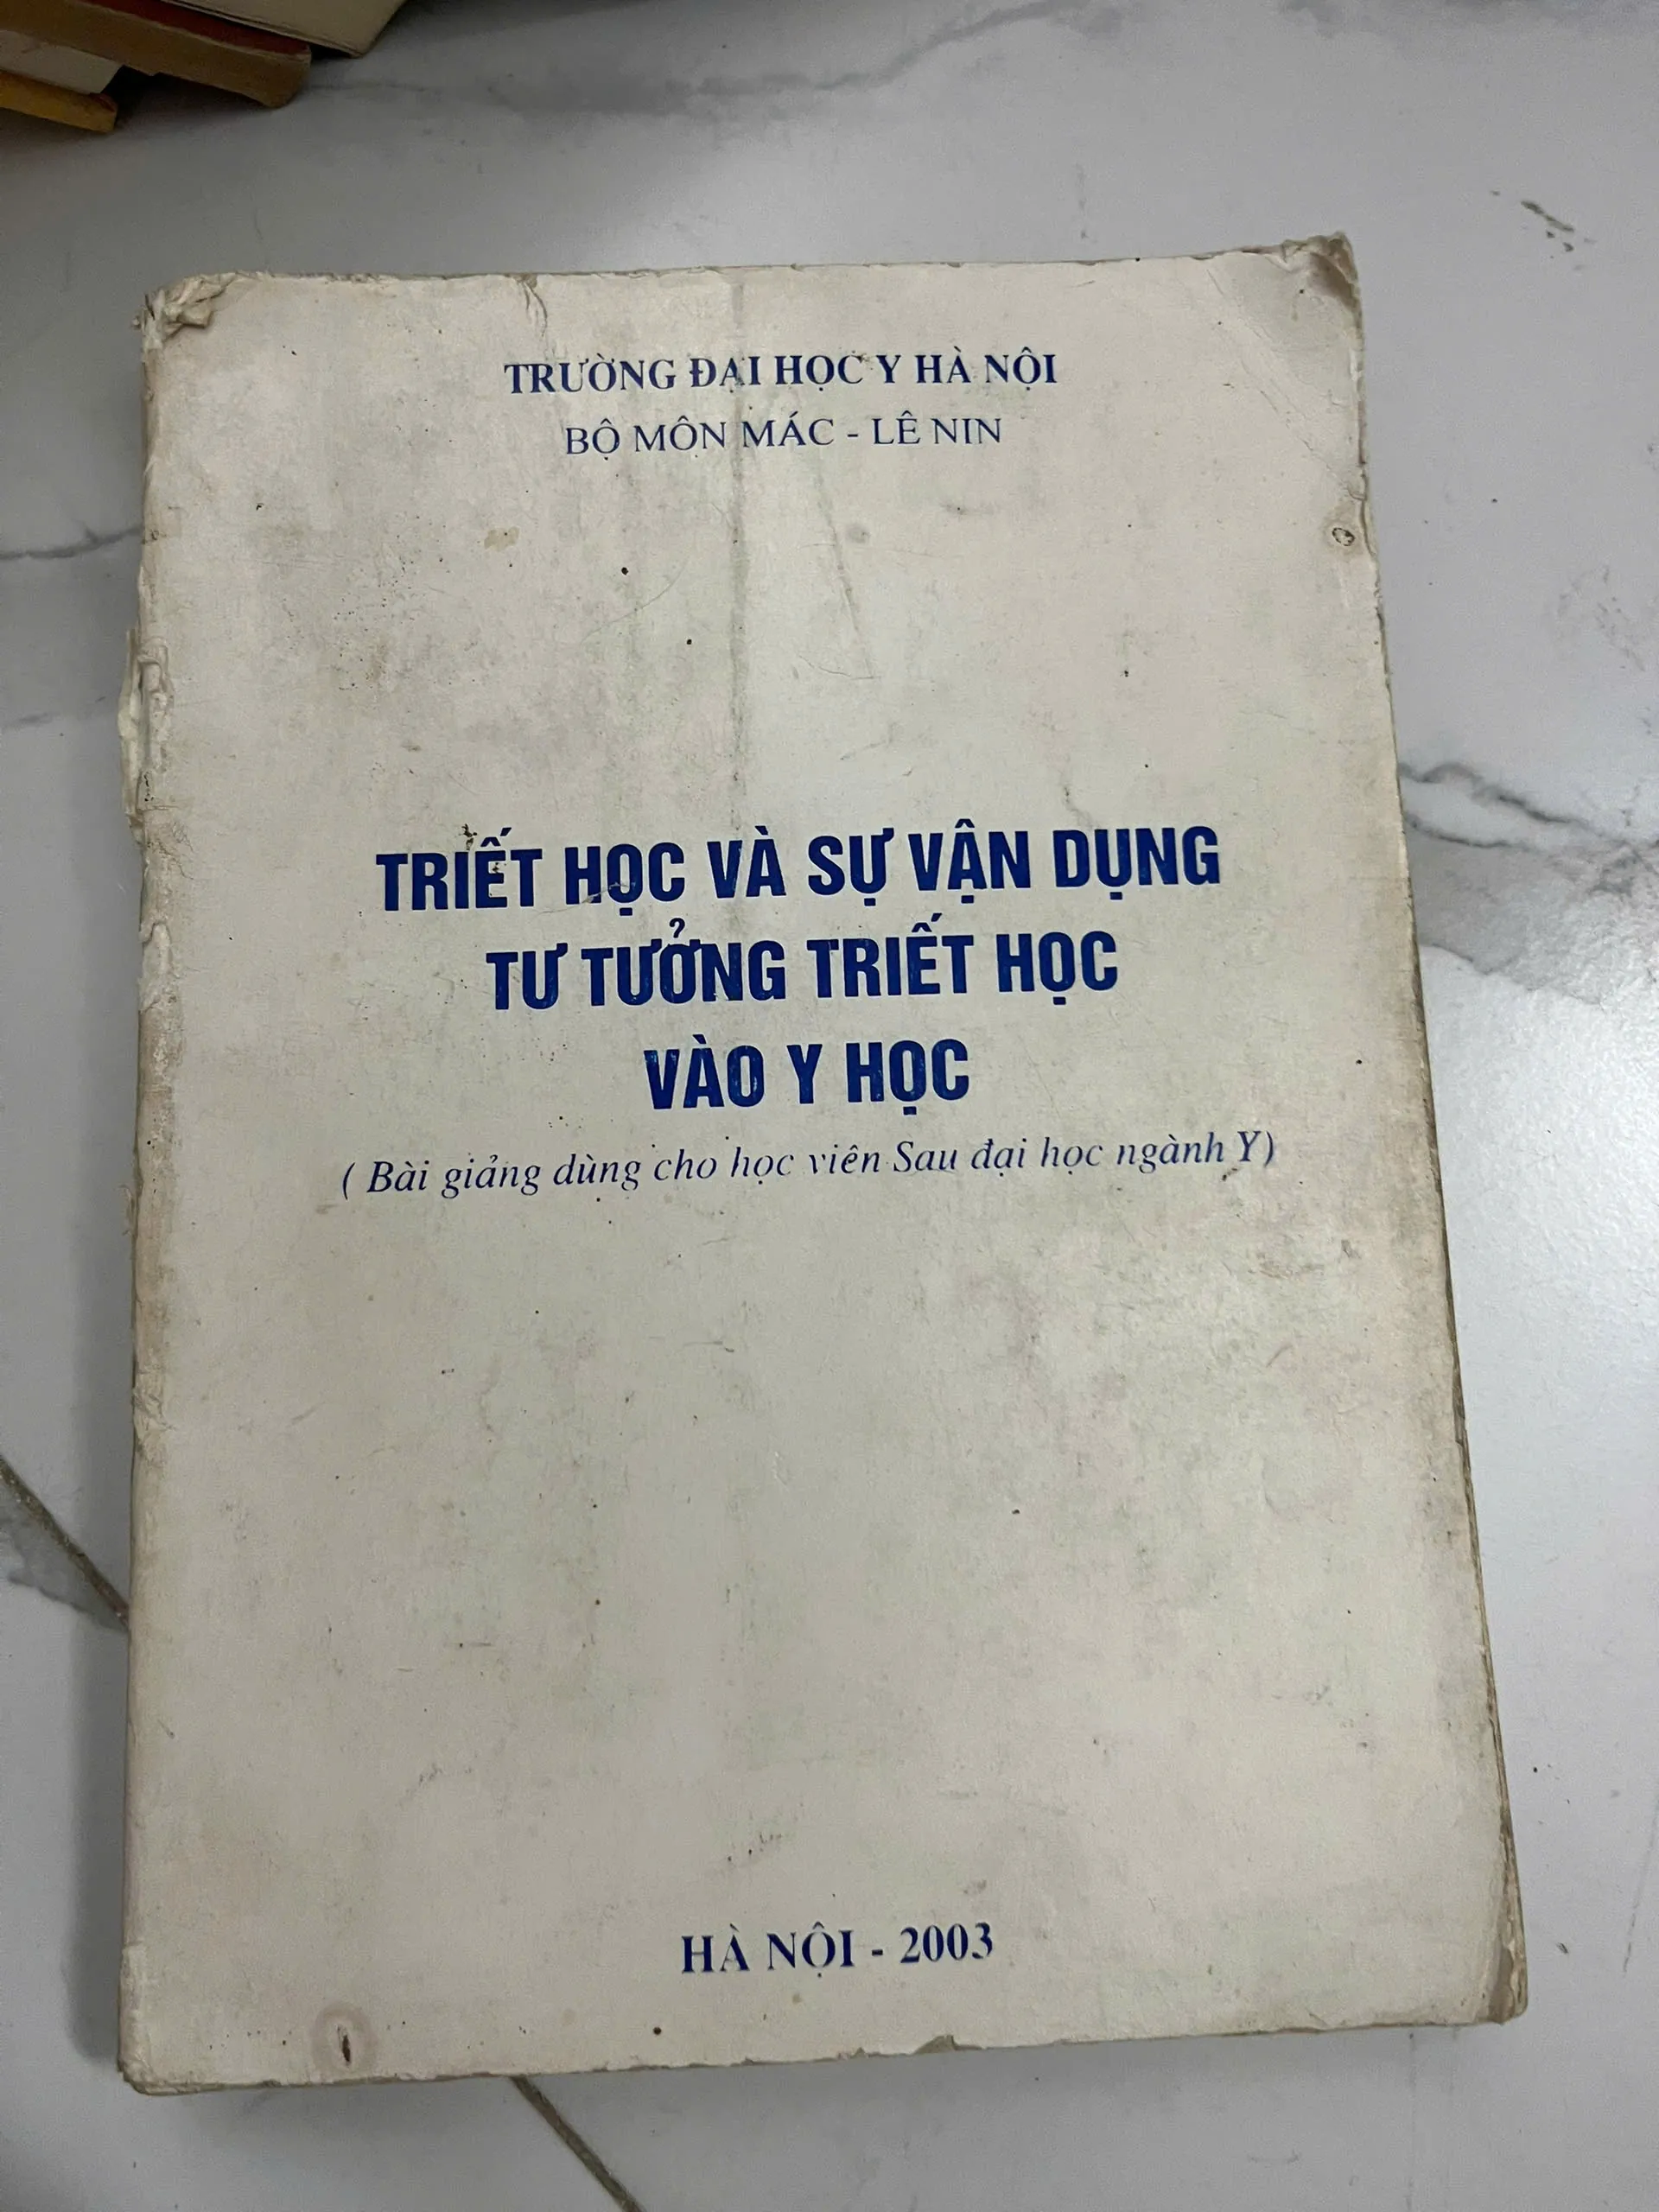 TRƯỜNG ĐẠI HỌC Y HÀ NỘI
BỘ MÔN MÁC - LÊ NIN
TRIẾT HỌC VÀ SỰ VẬN DỤNG
TƯ TƯỞNG TRIẾT HỌC
VÀO Y HỌC
( Bài giảng dùng cho học viên Sau đại học ngành Y)
HÀ NỘI - 2003